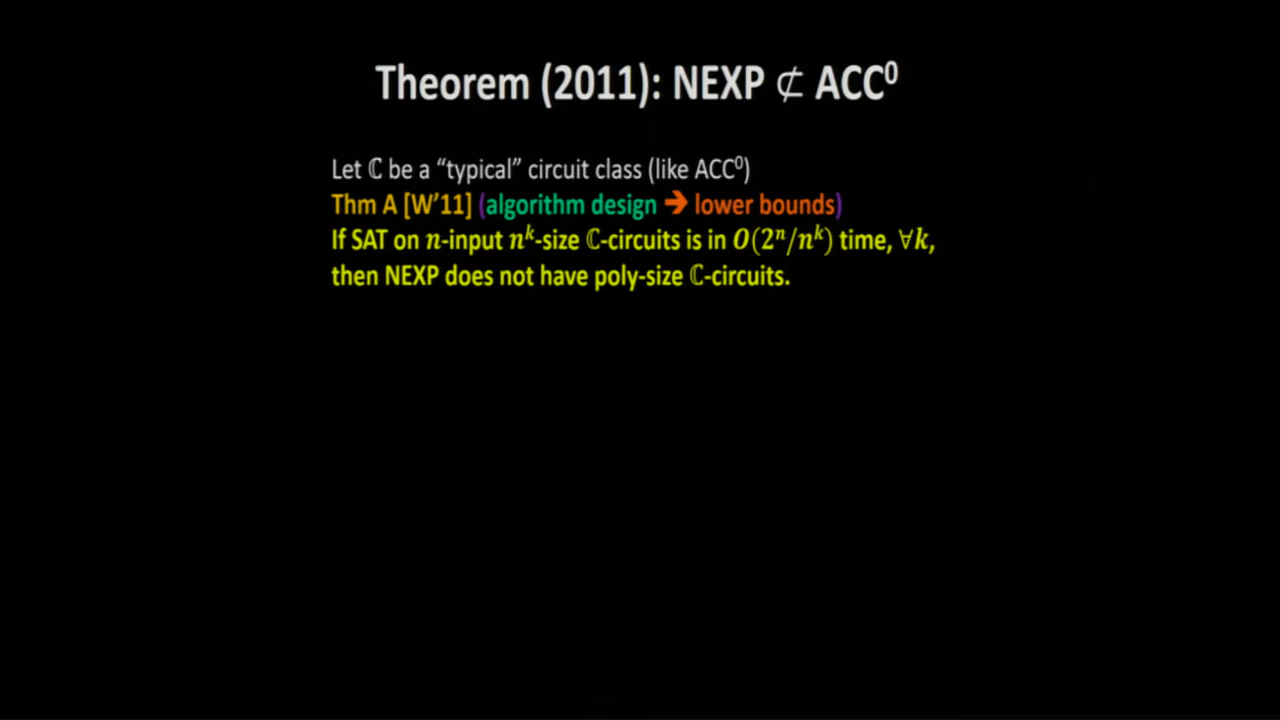 Theorem (2011): NEXP ⊄ ACC⁰
Let ℂ be a “typical” circuit class (like ACC⁰)
Thm A [W’11] (algorithm design ➔ lower bounds)
If SAT on n-input nᵏ-size ℂ-circuits is in O(2ⁿ/nᵏ) time, ∀k,
then NEXP does not have poly-size ℂ-circuits.